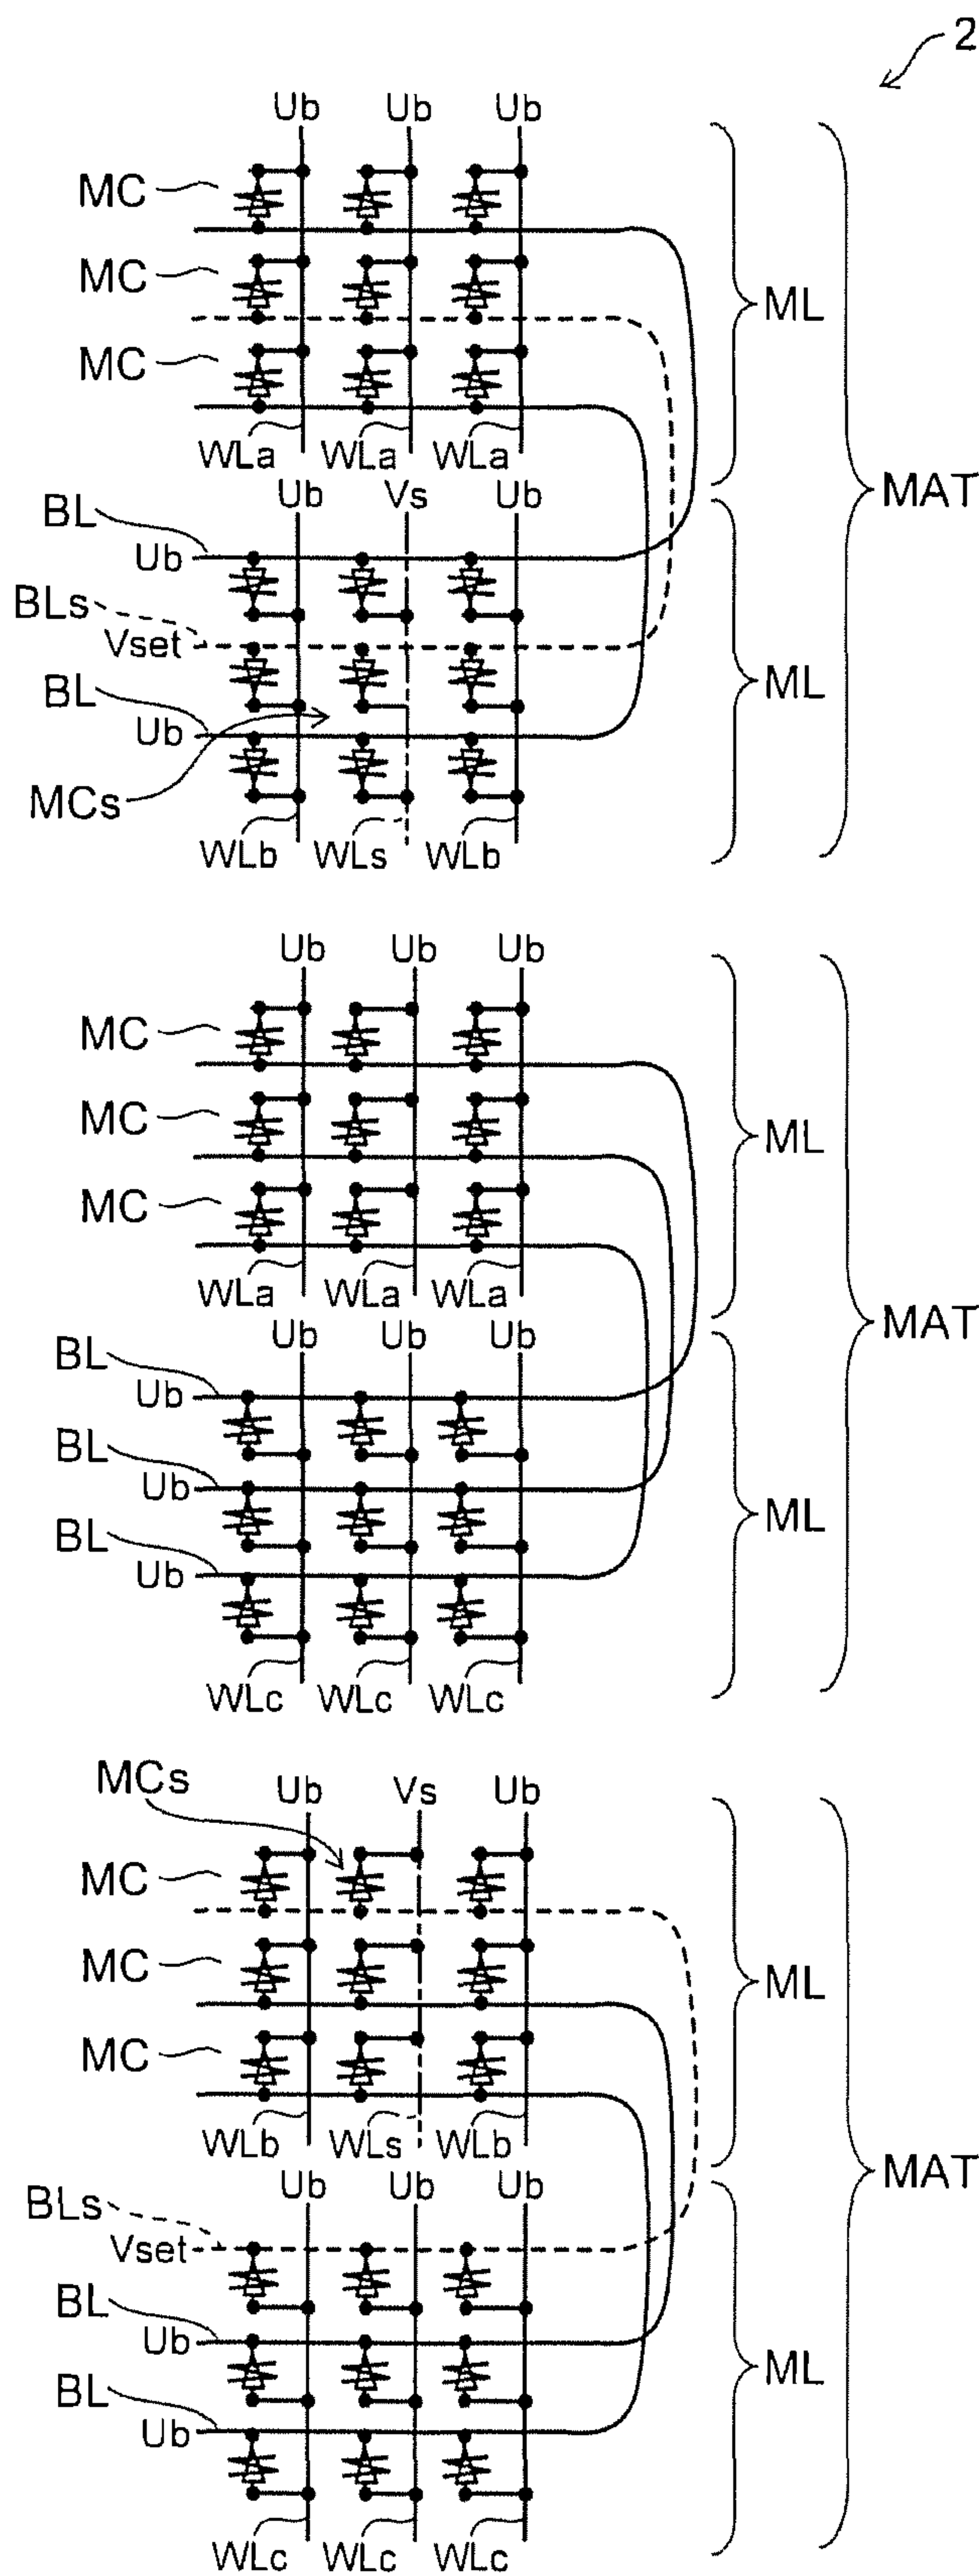 2
Ub Ub Ub
MC
MC ML
MC
WLa WLa WLa
Ub Vs Ub MAT
BL
Ub
BLs
Vset
BL ML
Ub
MCs
WLb WLs WLb
Ub Ub Ub
MC
MC ML
MC
WLa WLa WLa
Ub Ub Ub MAT
BL
Ub
BL
Ub ML
BL
Ub
WLc WLc WLc
MCs Ub Vs Ub
MC
MC ML
MC
WLb WLs WLb
Ub Ub Ub MAT
BLs
Vset
BL
Ub ML
BL
Ub
WLc WLc WLc